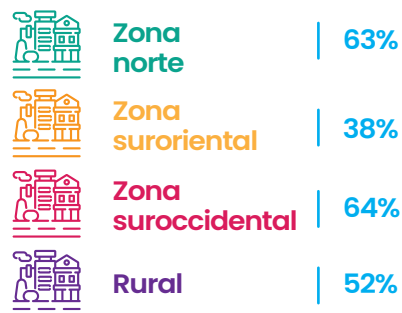 Zona
norte
63%
Zona
suroriental
38%
Zona
suroccidental
64%
Rural
52%